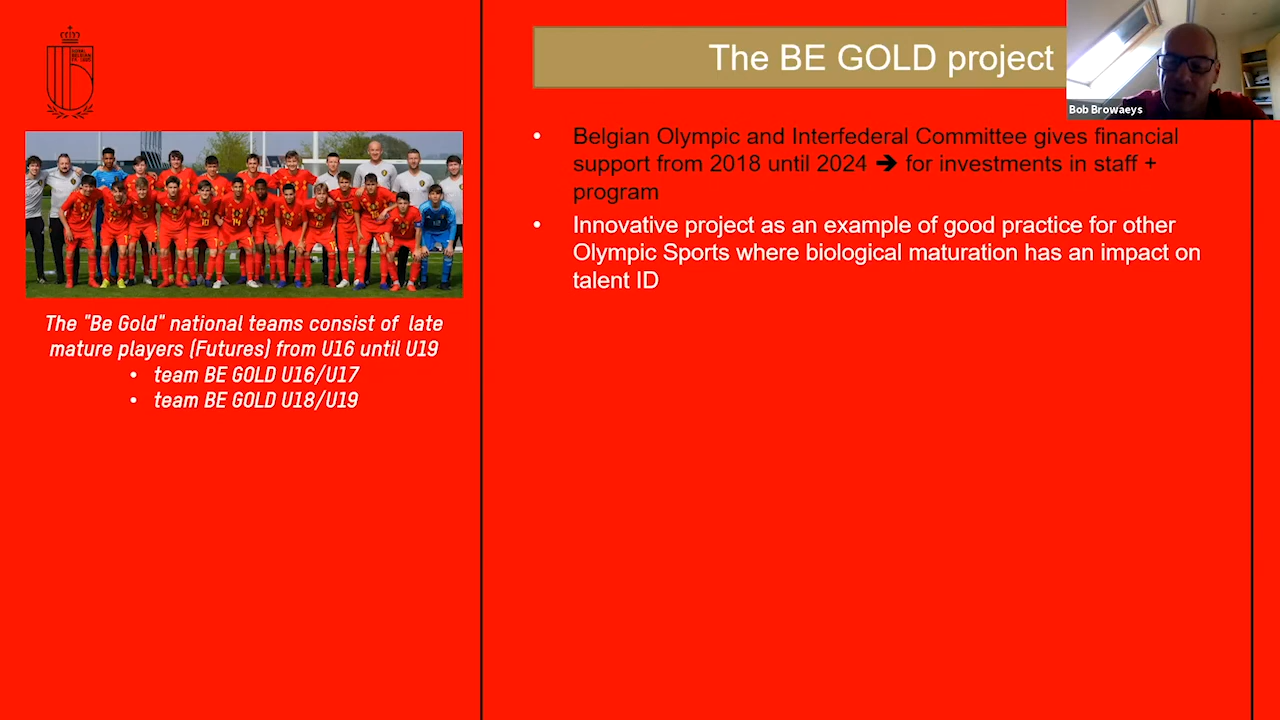 The BE GOLD project
Bob Browaeys
The "Be Gold" national teams consist of late
mature players (Futures) from U16 until U19
• team BE GOLD U16/U17
• team BE GOLD U18/U19
• Belgian Olympic and Interfederal Committee gives financial
support from 2018 until 2024 ➔ for investments in staff +
program
• Innovative project as an example of good practice for other
Olympic Sports where biological maturation has an impact on
talent ID